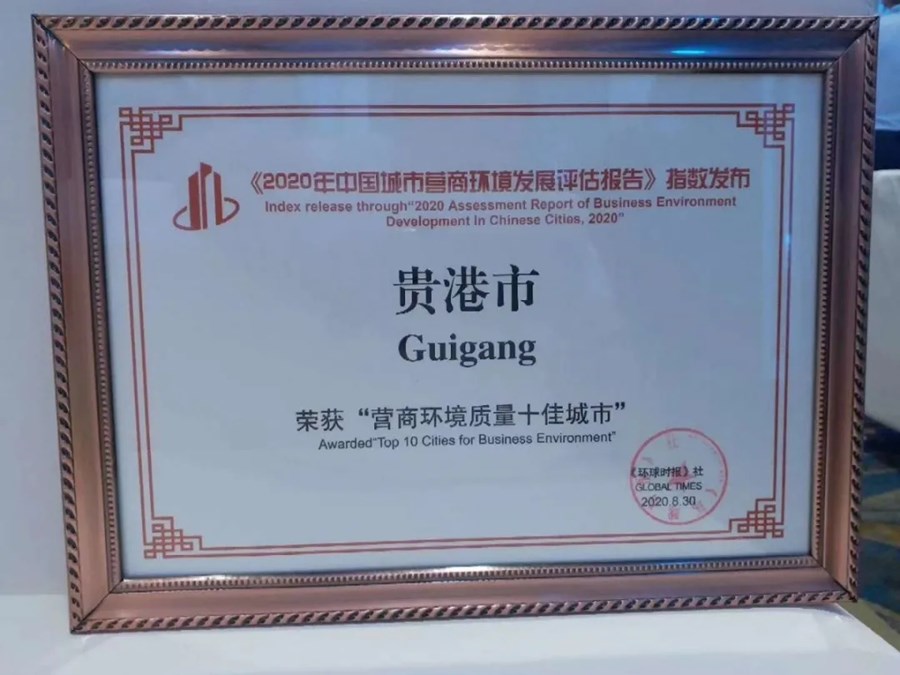 《2020年中国城市营商环境发展评估报告》指数发布
Index release through“2020 Assessment Report of Business Environment
Development in Chinese Cities, 2020”
贵港市
Guigang
荣获“营商环境质量十佳城市”
Awarded“Top 10 Cities for Business Environment”
《环球时报》社
GLOBAL TIMES
2020.8.30